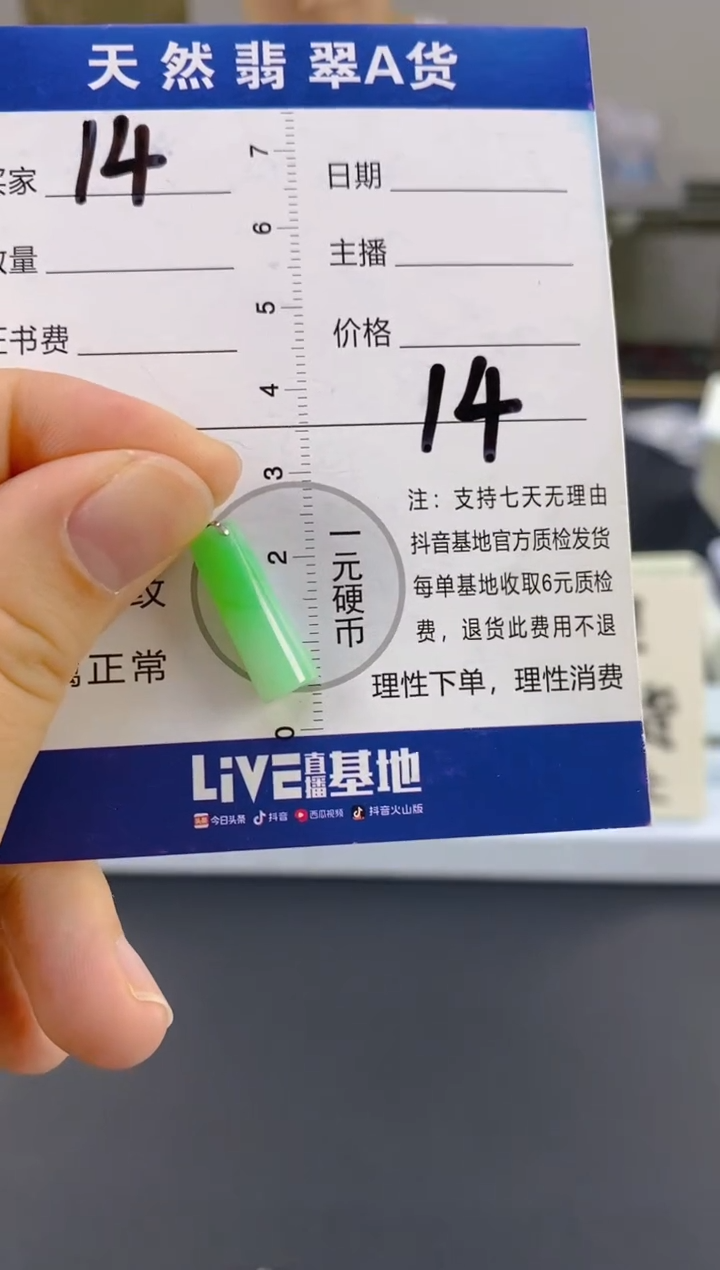 天然翡翠A货
买家 14
日期
数量
主播
证书费
价格
14
7
6
5
4
3
2
0
一元硬币
注：支持七天无理由
抖音基地官方质检发货
每单基地收取6元质检
费，退货此费用不退
理性下单，理性消费
正常
LiVE直播基地
头条 今日头条 抖音 西瓜视频 抖音火山版